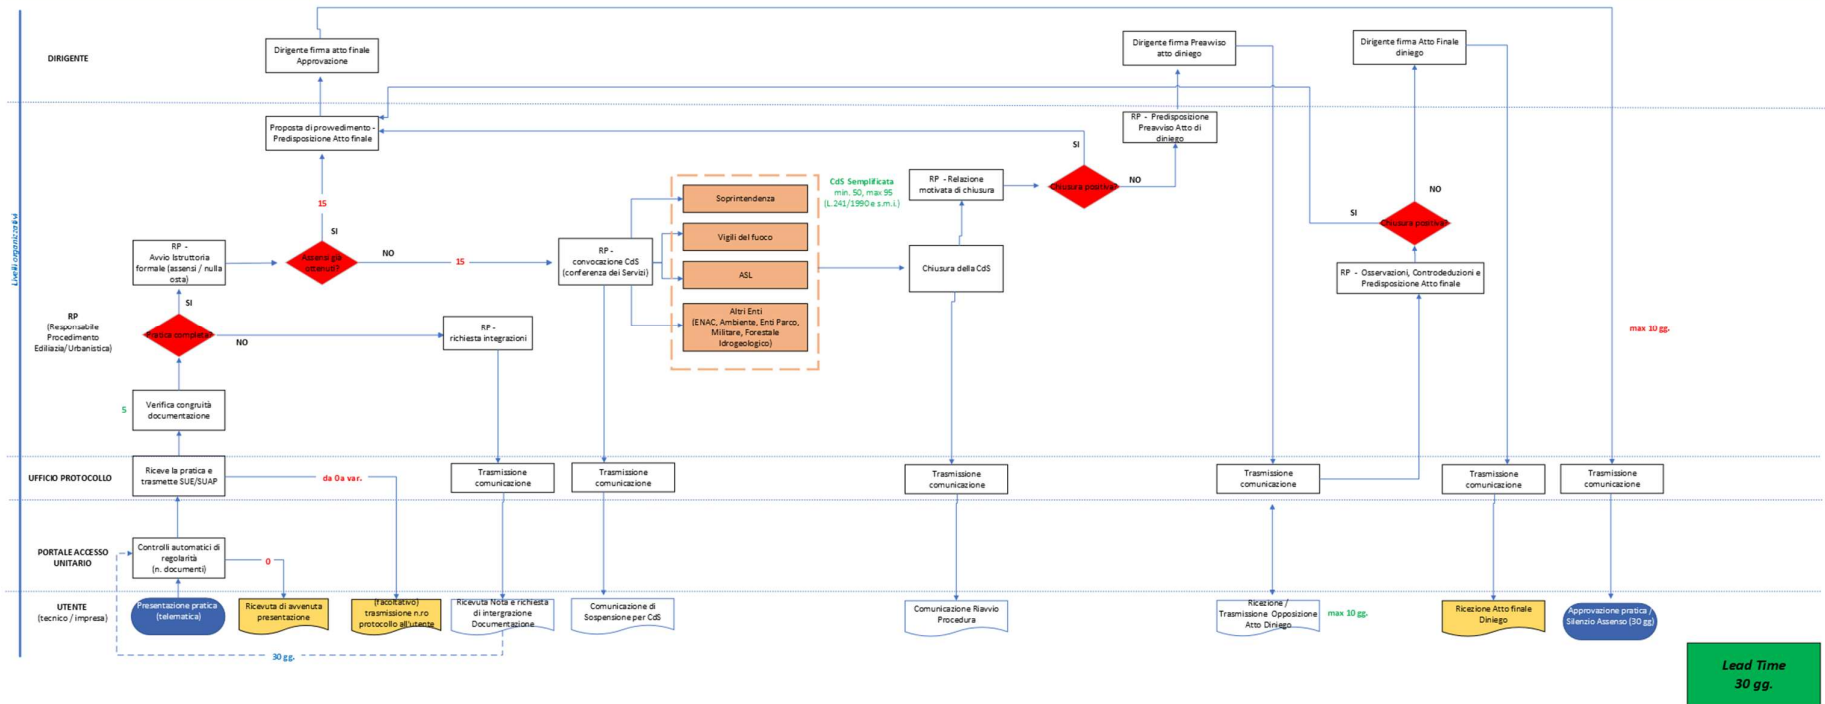 Livelli organizzativi
DIRIGENTE
Dirigente firma atto finale
Approvazione
Dirigente firma Preavviso
atto diniego
Dirigente firma Atto Finale
diniego
Proposta di provvedimento -
Predisposizione Atto finale
RP - Predisposizione
Preavviso Atto di
diniego
SI
15
SI
Soprintendenza
Vigili del fuoco
ASL
Altri Enti
(ENAC, Ambiente, Enti Parco,
Militare, Forestale
Idrogeologico)
CdS Semplificata
min. 50, max 95
(L.241/1990 e s.m.i.)
RP - Relazione
motivata di chiusura
Chiusura positiva?
NO
NO
SI
Chiusura positiva?
RP -
Avvio Istruttoria
formale (assensi / nulla
osta)
Assensi già
ottenuti?
NO
15
RP -
convocazione CdS
(conferenza dei Servizi)
Chiusura della CdS
RP - Osservazioni, Controdeduzioni e
Predisposizione Atto finale
RP
(Responsabile
Procedimento
Ediliazia/Urbanistica)
SI
Pratica completa?
NO
RP -
richiesta integrazioni
max 10 gg.
5
Verifica congruità
documentazione
UFFICIO PROTOCOLLO
Riceve la pratica e
trasmette SUE/SUAP
da 0 a var.
Trasmissione
comunicazione
Trasmissione
comunicazione
Trasmissione
comunicazione
Trasmissione
comunicazione
Trasmissione
comunicazione
Trasmissione
comunicazione
PORTALE ACCESSO
UNITARIO
Controlli automatici di
regolarità
(n. documenti)
0
UTENTE
(tecnico / impresa)
Presentazione pratica
(telematica)
Ricevuta di avvenuta
presentazione
(facoltativo)
trasmissione n.ro
protocollo all'utente
Ricevuta Nota e richiesta
di intergrazione
Documentazione
Comunicazione di
Sospensione per CdS
Comunicazione Riavvio
Procedura
Ricezione /
Trasmissione Opposizione
Atto Diniego
max 10 gg.
Ricezione Atto finale
Diniego
Approvazione pratica /
Silenzio Assenso (30 gg)
30 gg.
Lead Time
30 gg.